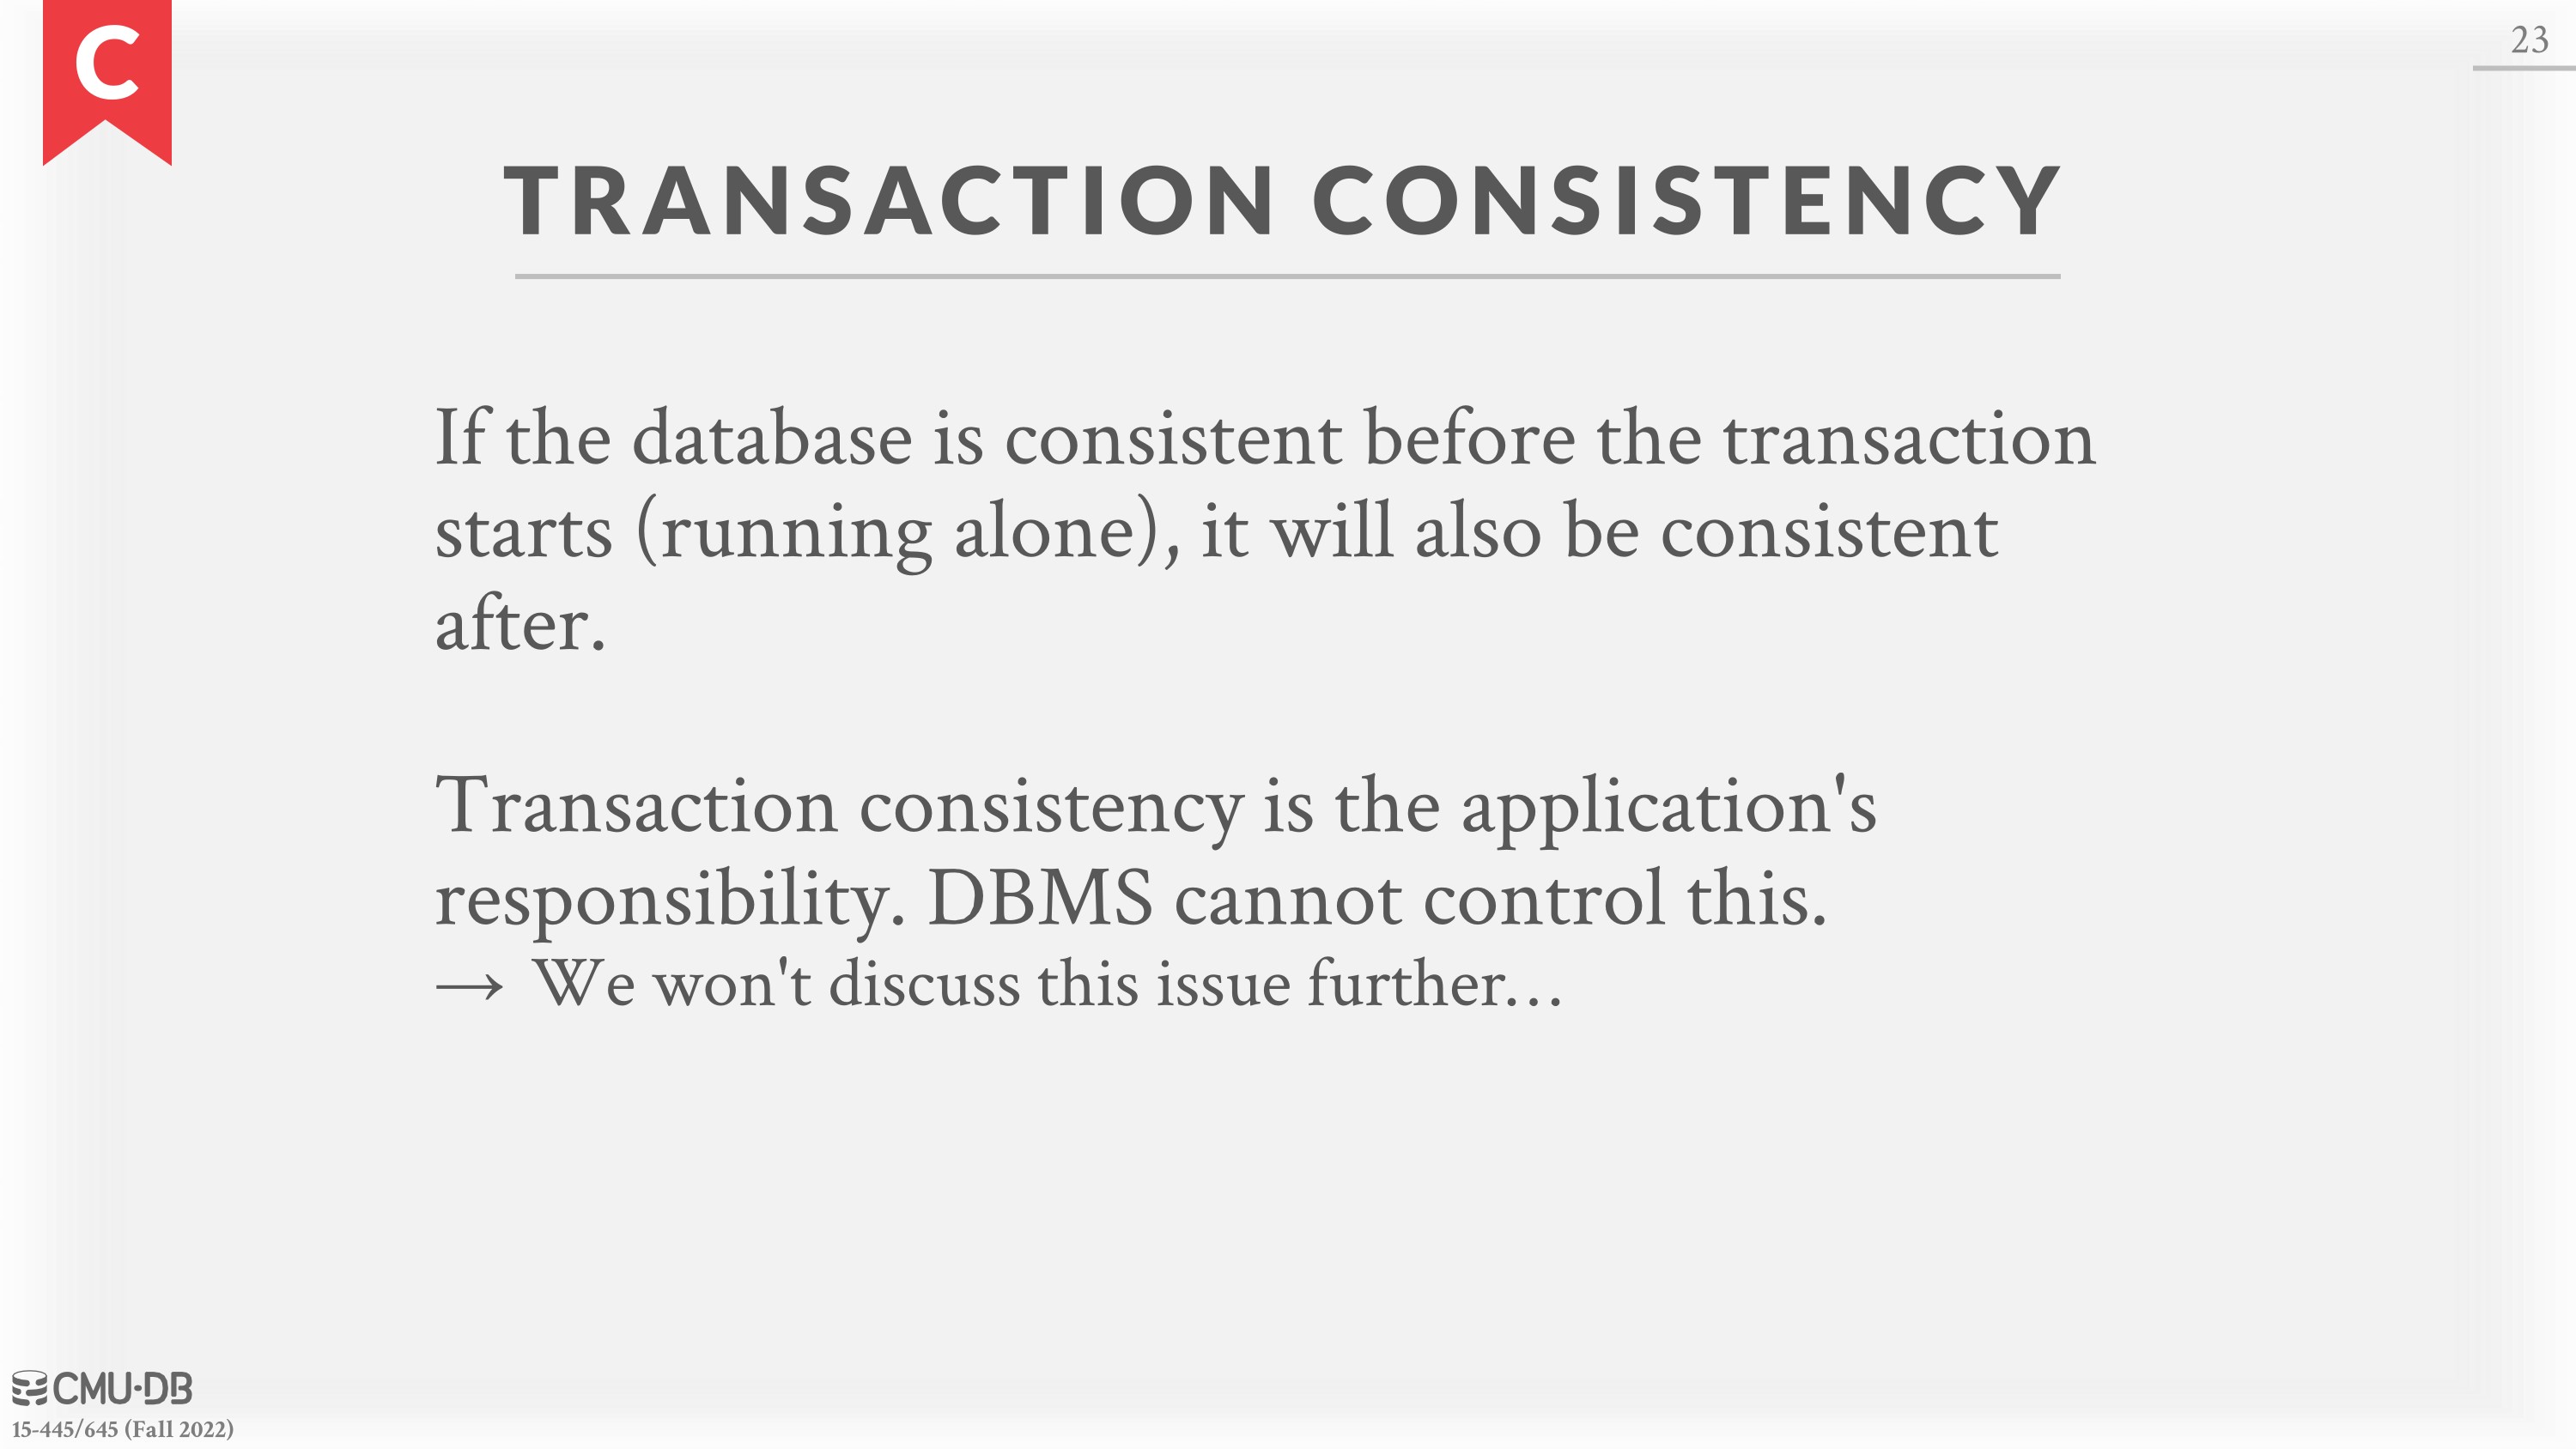 C
23
TRANSACTION CONSISTENCY
If the database is consistent before the transaction
starts (running alone), it will also be consistent
after.
Transaction consistency is the application's
responsibility. DBMS cannot control this.
→ We won't discuss this issue further…
CMU·DB
15-445/645 (Fall 2022)